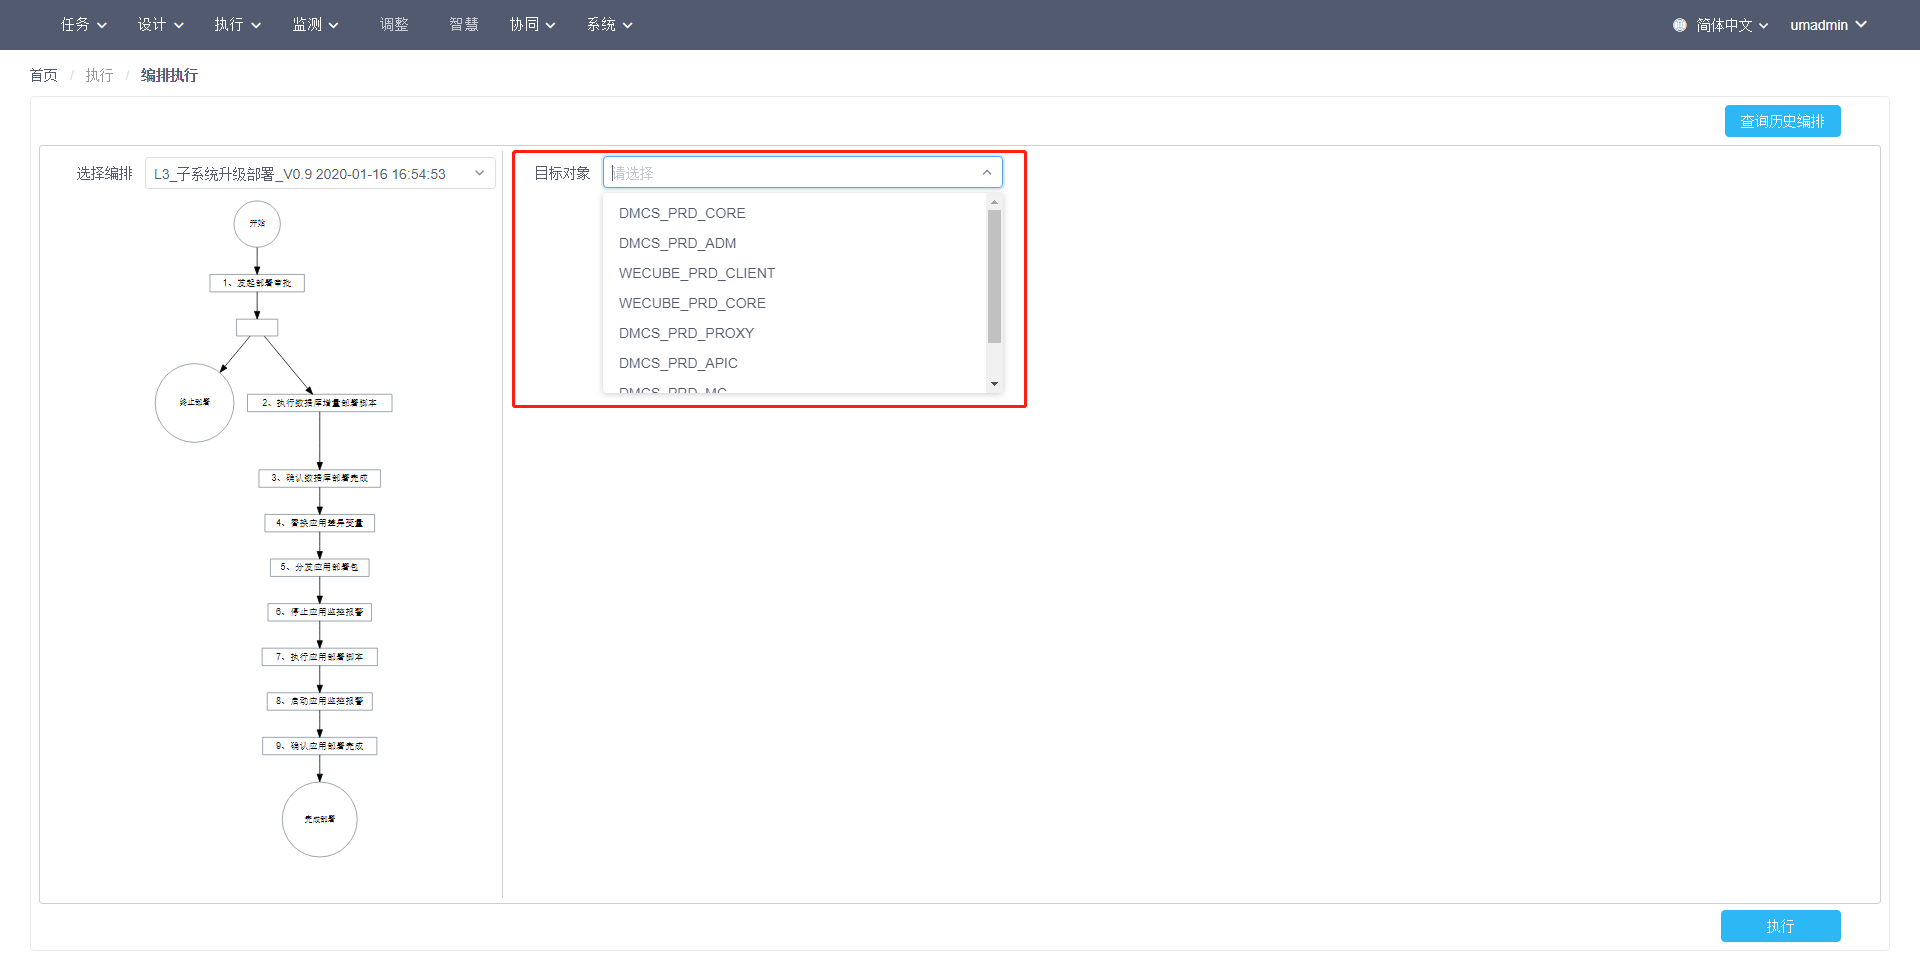 任务 设计 执行 监测 调整 智慧 协同 系统 简体中文 umadmin
首页 / 执行 / 编排执行
查询历史编排
选择编排 L3_子系统升级部署_V0.9 2020-01-16 16:54:53
目标对象 请选择
DMCS_PRD_CORE
DMCS_PRD_ADM
WECUBE_PRD_CLIENT
WECUBE_PRD_CORE
DMCS_PRD_PROXY
DMCS_PRD_APIC
DMCS_PRD_MG
开始
1、发起部署审批
终止部署
2、执行数据库增量部署脚本
3、确认数据库部署完成
4、替换应用差异变量
5、分发应用部署包
6、停止应用监控报警
7、执行应用部署脚本
8、启动应用监控报警
9、确认应用部署完成
完成部署
执行